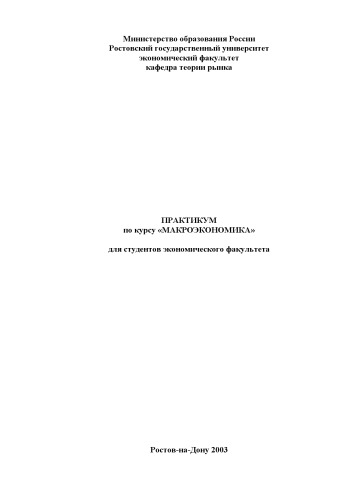 Министерство образования России
Ростовский государственный университет
экономический факультет
кафедра теории рынка
ПРАКТИКУМ
по курсу «МАКРОЭКОНОМИКА»
для студентов экономического факультета
Ростов-на-Дону 2003